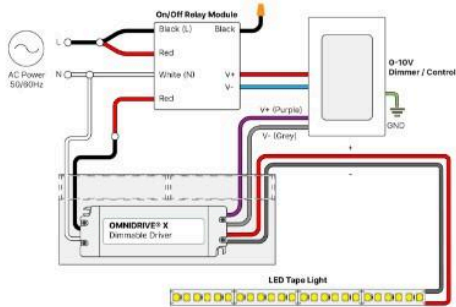 On/Off Relay Module
Black (L)
Black
L
Red
0-10V
Dimmer / Control
AC Power
50/60Hz
N
White (N)
V+
V-
Red
V+ (Purple)
GND
V- (Grey)
+
-
OMNIDRIVE® X
Dimmable Driver
LED Tape Light